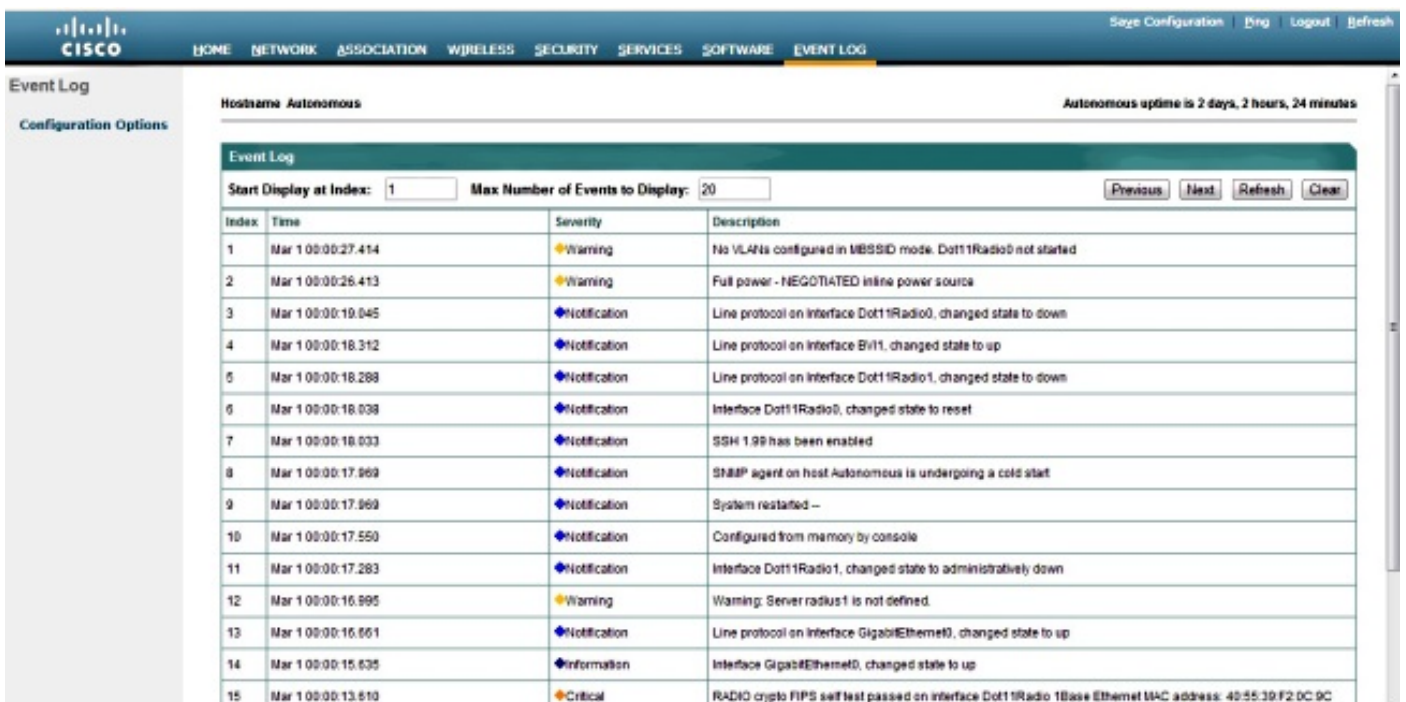 Save Configuration | Ping | Logout | Refresh
CISCO
HOME NETWORK ASSOCIATION WIRELESS SECURITY SERVICES SOFTWARE EVENT LOG
Event Log
Configuration Options
Hostname Autonomous
Autonomous uptime is 2 days, 2 hours, 24 minutes
Event Log
Start Display at Index: 1 Max Number of Events to Display: 20 Previous Next Refresh Clear
Index Time Severity Description
1 Mar 1 00:00:27.414 Warning No VLANs configured in MBSSID mode. Dot11Radio0 not started
2 Mar 1 00:00:26.413 Warning Full power - NEGOTIATED inline power source
3 Mar 1 00:00:19.045 Notification Line protocol on Interface Dot11Radio0, changed state to down
4 Mar 1 00:00:18.312 Notification Line protocol on Interface BVI1, changed state to up
5 Mar 1 00:00:18.288 Notification Line protocol on Interface Dot11Radio1, changed state to down
6 Mar 1 00:00:18.038 Notification Interface Dot11Radio0, changed state to reset
7 Mar 1 00:00:18.033 Notification SSH 1.99 has been enabled
8 Mar 1 00:00:17.969 Notification SNMP agent on host Autonomous is undergoing a cold start
9 Mar 1 00:00:17.969 Notification System restarted --
10 Mar 1 00:00:17.550 Notification Configured from memory by console
11 Mar 1 00:00:17.283 Notification Interface Dot11Radio1, changed state to administratively down
12 Mar 1 00:00:16.995 Warning Warning: Server radius1 is not defined.
13 Mar 1 00:00:16.661 Notification Line protocol on Interface GigabitEthernet0, changed state to up
14 Mar 1 00:00:15.635 Information Interface GigabitEthernet0, changed state to up
15 Mar 1 00:00:13.610 Critical RADIO crypto FIPS self test passed on interface Dot11Radio 1Base Ethernet MAC address: 40:55:39:F2:0C:9C